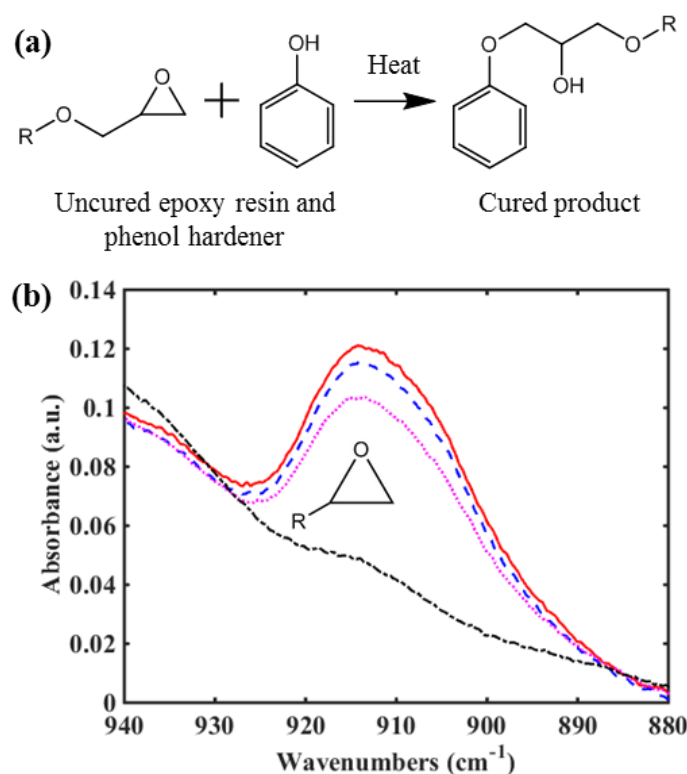 (a)
OH
O
R
O
+
Heat
O
OH
O
R
Uncured epoxy resin and
phenol hardener
Cured product
(b)
0.14
0.12
0.1
0.08
0.06
0.04
0.02
0
Absorbance (a.u.)
O
R
940
930
920
910
900
890
880
Wavenumbers (cm⁻¹)